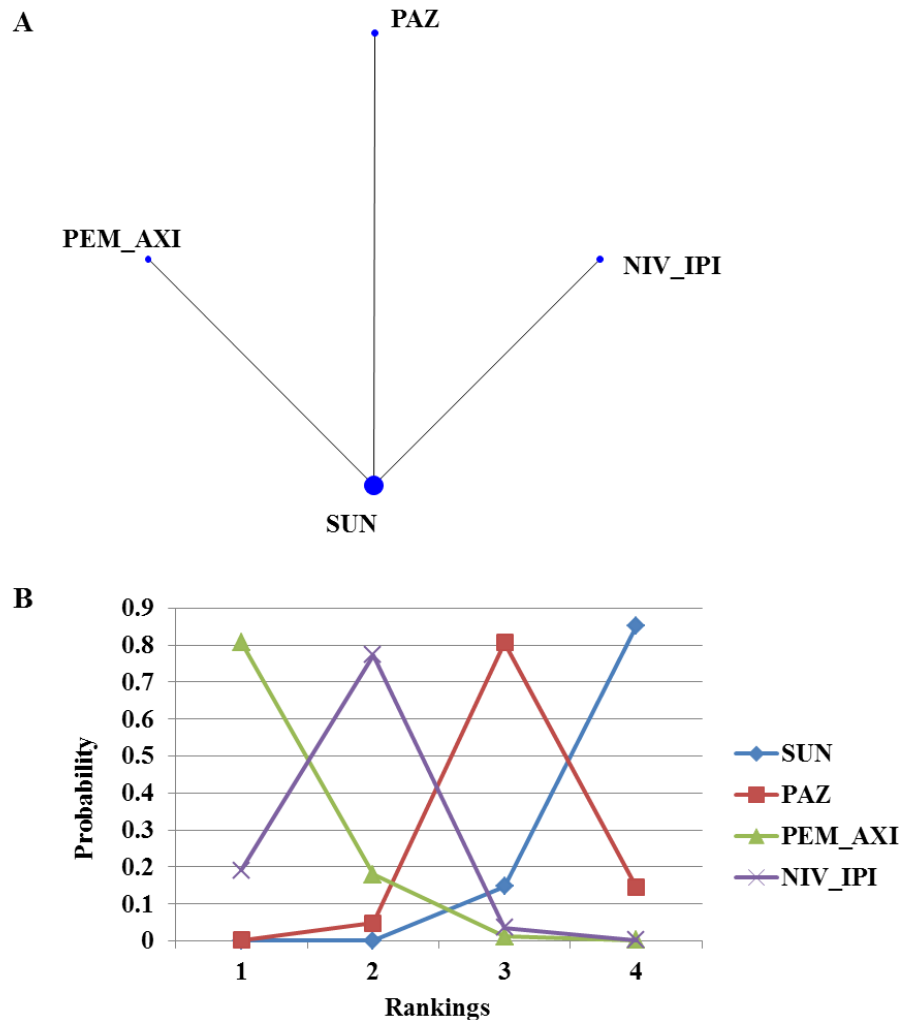 A
PAZ
PEM_AXI
NIV_IPI
SUN
B
0.9
0.8
0.7
0.6
0.5
0.4
0.3
0.2
0.1
0
Probability
1 2 3 4
Rankings
SUN
PAZ
PEM_AXI
NIV_IPI